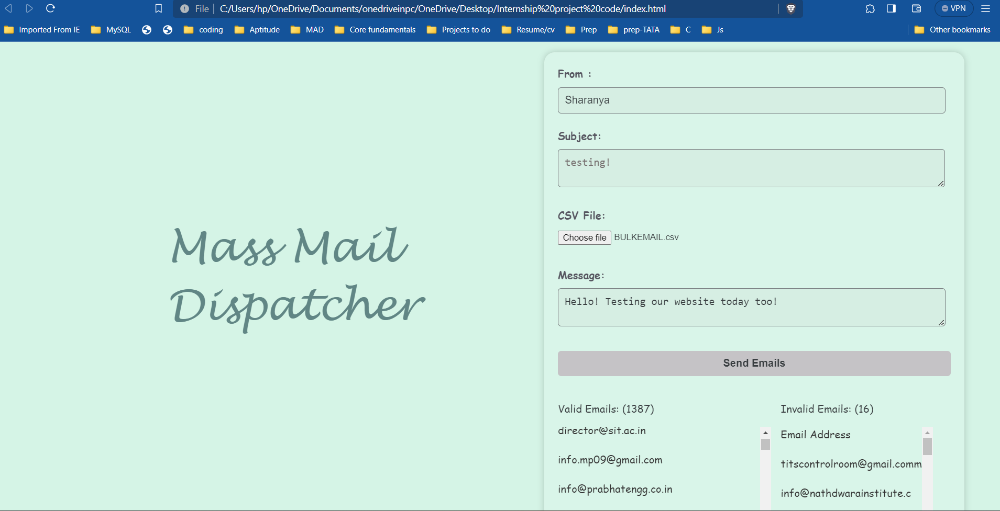 File | C:/Users/hp/OneDrive/Documents/onedriveinpc/OneDrive/Desktop/Internship%20project%20code/index.html
VPN
Imported From IE MySQL coding Aptitude MAD Core fundamentals Projects to do Resume/cv Prep prep-TATA C Js Other bookmarks
Mass Mail
Dispatcher
From :
Sharanya
Subject:
testing!
CSV File:
Choose file BULKEMAIL.csv
Message:
Hello! Testing our website today too!
Send Emails
Valid Emails: (1387)
director@sit.ac.in
info.mp09@gmail.com
info@prabhatengg.co.in
Invalid Emails: (16)
Email Address
titscontrolroom@gmail.comm
info@nathdwarainstitute.c